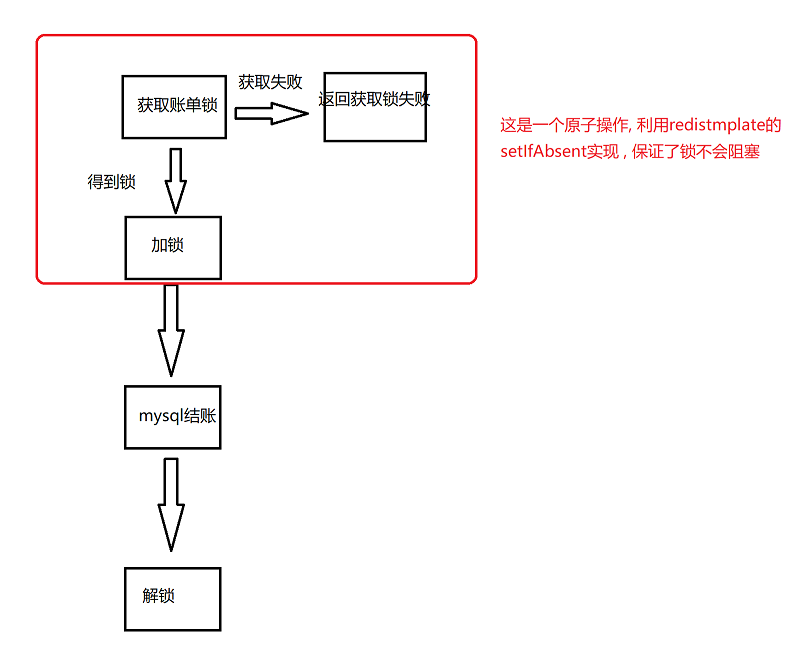 获取失败
获取账单锁
返回获取锁失败
这是一个原子操作, 利用redistmplate的
setIfAbsent实现 , 保证了锁不会阻塞
得到锁
加锁
mysql结账
解锁